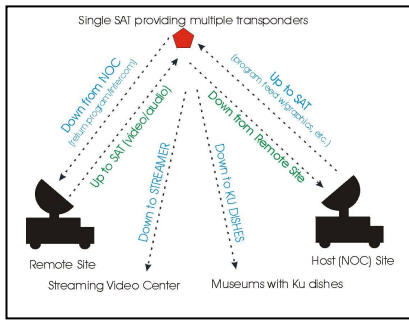 Single SAT providing multiple transponders
Down from NOC
(return program/intercom)
Up to SAT (video/audio)
Up to SAT
(program feed w/graphics, etc.)
Down from Remote Site
Down to STREAMER
Down to KU DISHES
Remote Site
Host (NOC) Site
Streaming Video Center
Museums with Ku dishes